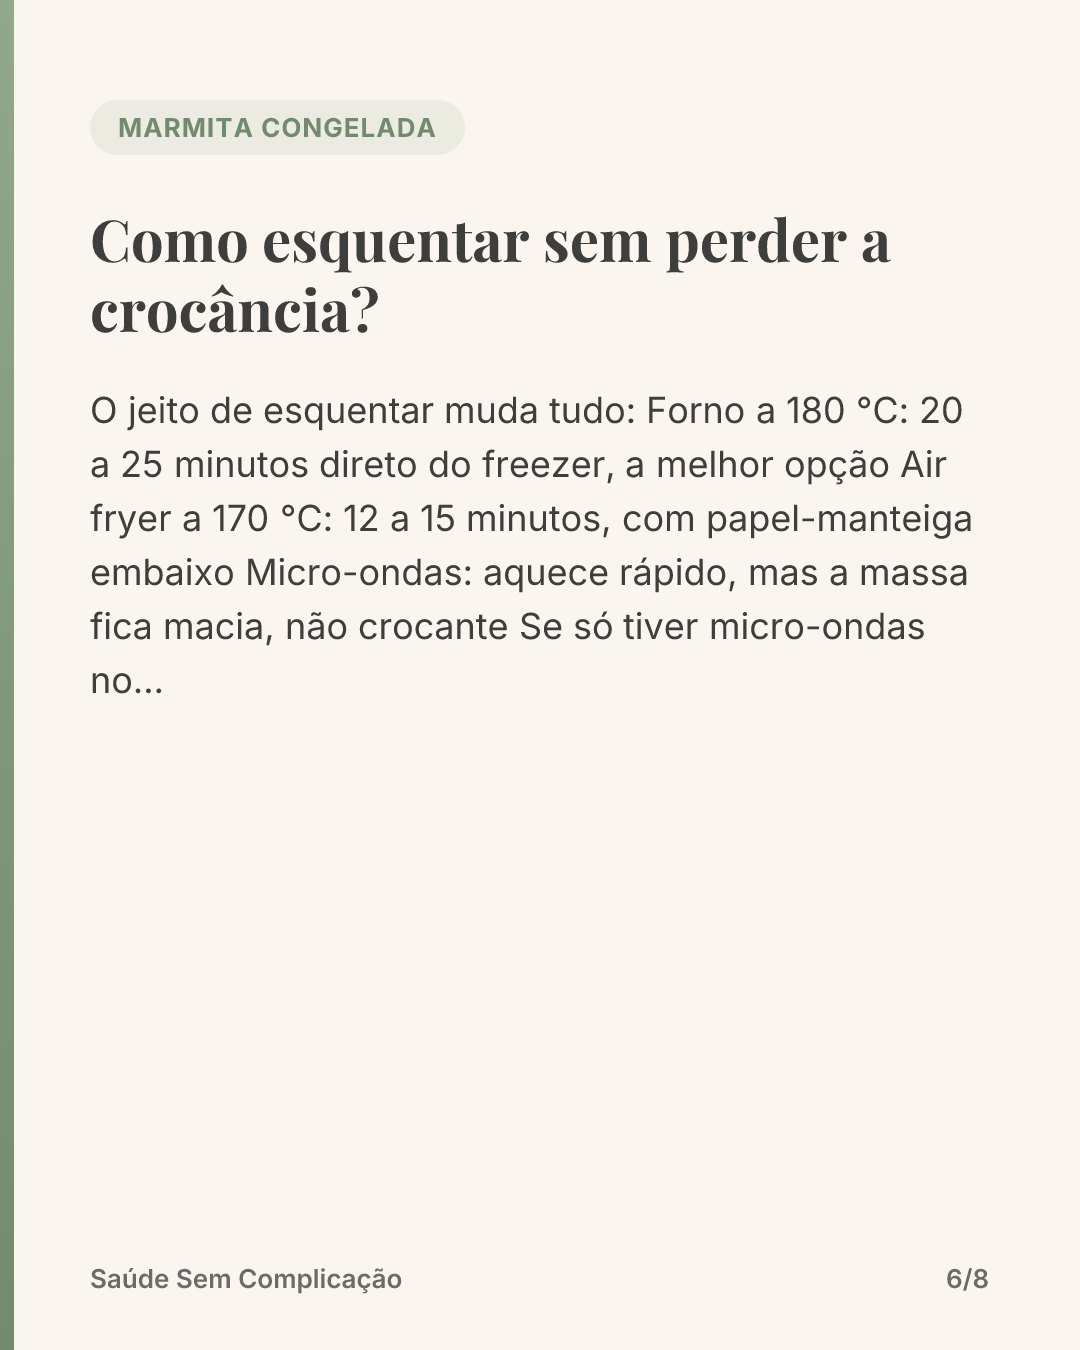 MARMITA CONGELADA
Como esquentar sem perder a
crocância?
O jeito de esquentar muda tudo: Forno a 180 °C: 20
a 25 minutos direto do freezer, a melhor opção Air
fryer a 170 °C: 12 a 15 minutos, com papel-manteiga
embaixo Micro-ondas: aquece rápido, mas a massa
fica macia, não crocante Se só tiver micro-ondas
no...
Saúde Sem Complicação
6/8